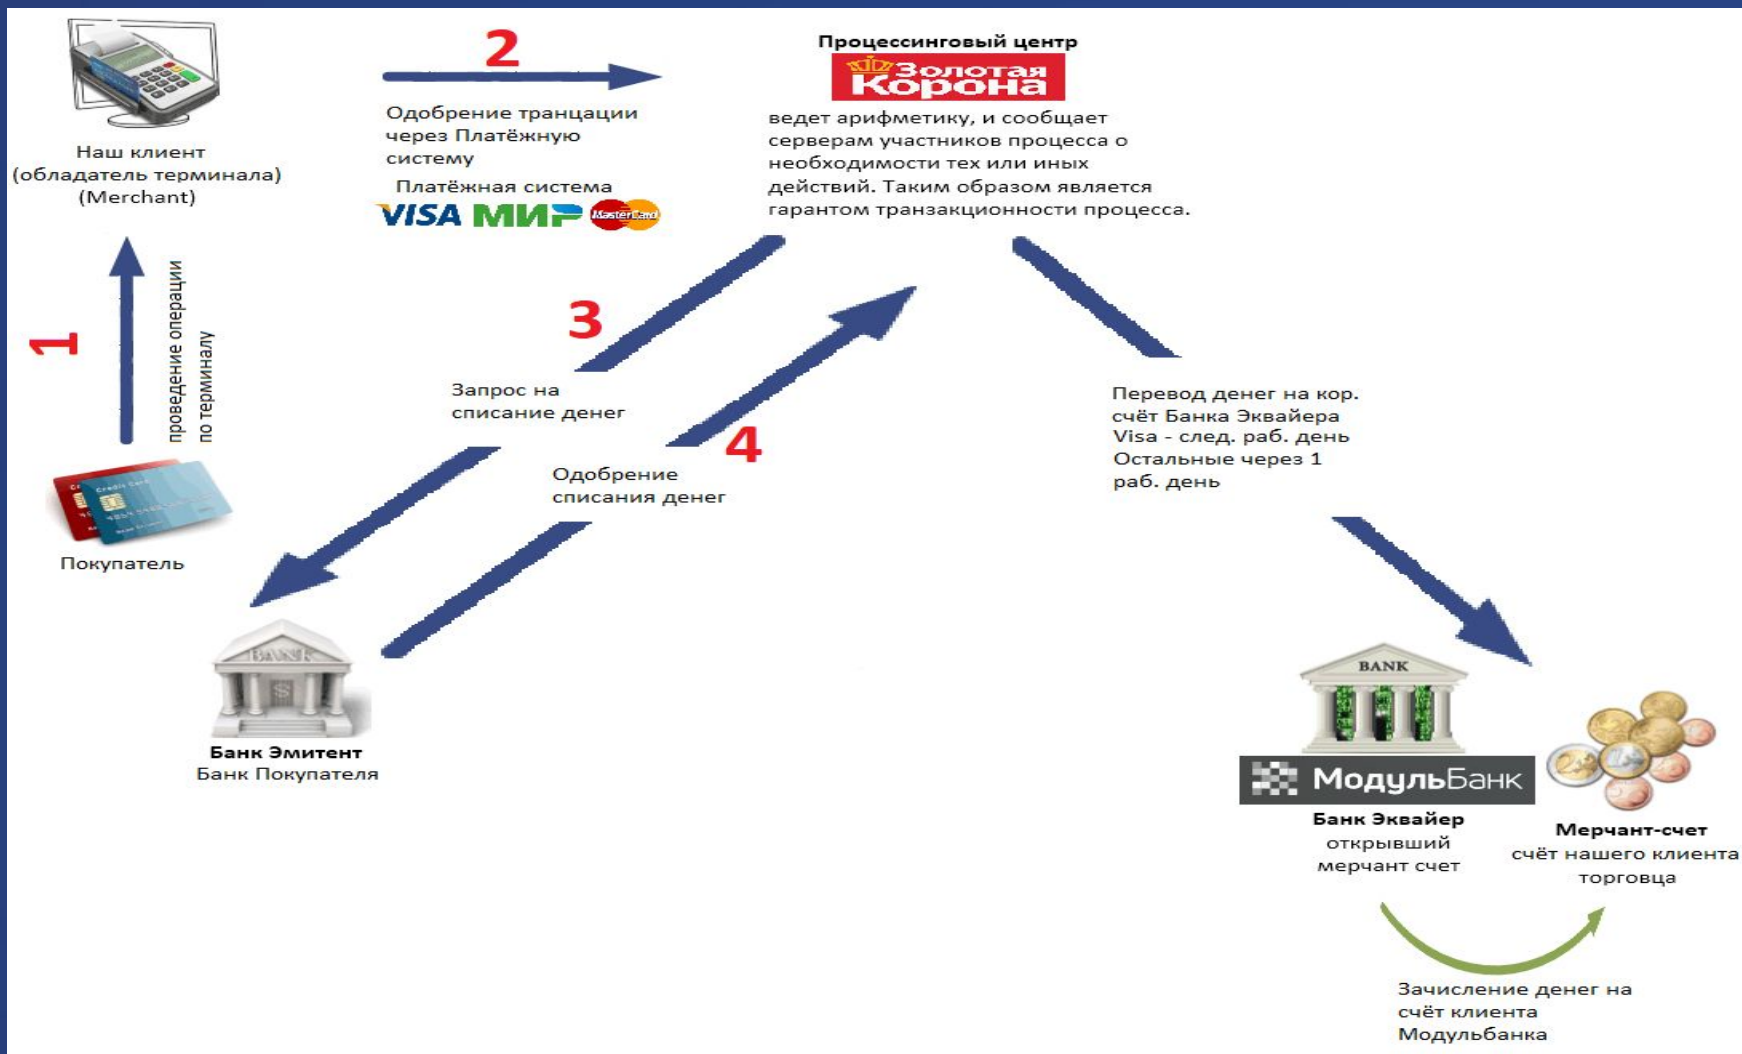 2
Процессинговый центр
Золотая
Корона
Одобрение транцации
через Платёжную
систему
Платёжная система
VISA МИР MasterCard
ведет арифметику, и сообщает
серверам участников процесса о
необходимости тех или иных
действий. Таким образом является
гарантом транзакционности процесса.
Наш клиент
(обладатель терминала)
(Merchant)
1
проведение операции
по терминалу
Credit Card
Покупатель
3
Запрос на
списание денег
4
Одобрение
списания денег
Перевод денег на кор.
счёт Банка Эквайера
Visa - след. раб. день
Остальные через 1
раб. день
BANK
$
Банк Эмитент
Банк Покупателя
BANK
МодульБанк
Банк Эквайер
открывший
мерчант счет
Мерчант-счет
счёт нашего клиента
торговца
Зачисление денег на
счёт клиента
Модульбанка